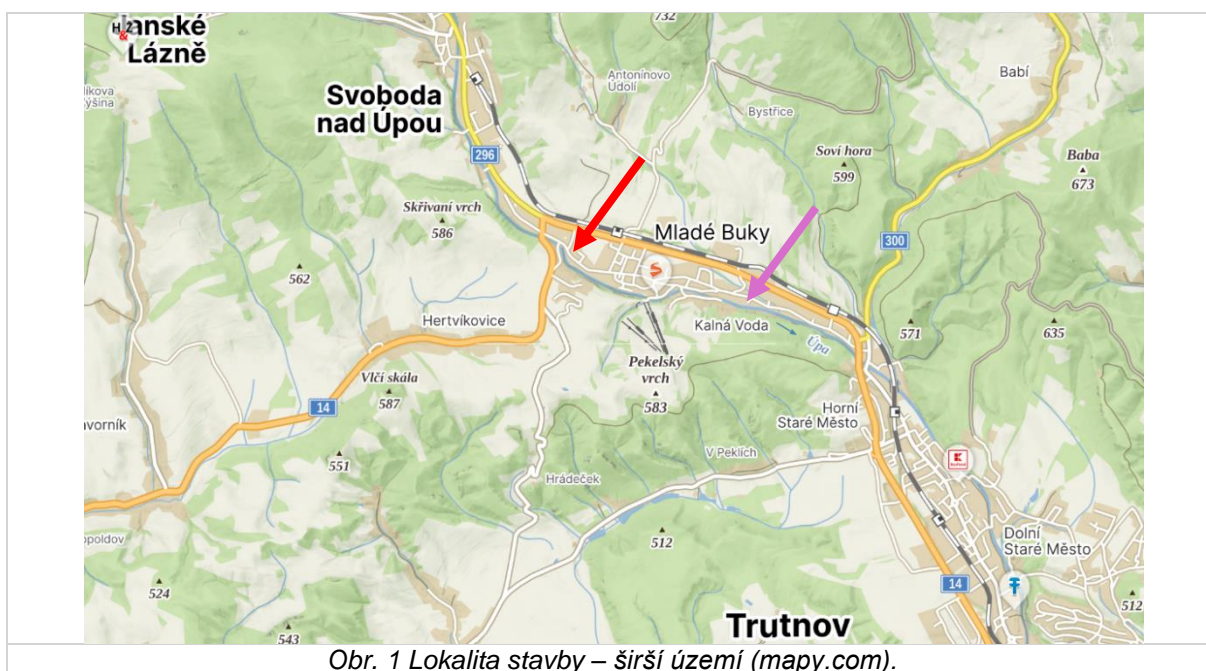 732
Janské
Lázně
Antonínovo
Údolí
Babí
Svoboda
nad Úpou
Bystřice
296
Soví hora
599
Baba
673
Skřivaní vrch
586
Mladé Buky
300
562
Hertvíkovice
Kalná Voda
Úpa
571
635
Pekelský
vrch
583
Vlčí skála
587
14
Horní
Staré Město
551
V Peklích
Hrádeček
512
Dolní
Staré Město
524
14
512
543
Trutnov
Obr. 1 Lokalita stavby – širší území (mapy.com).